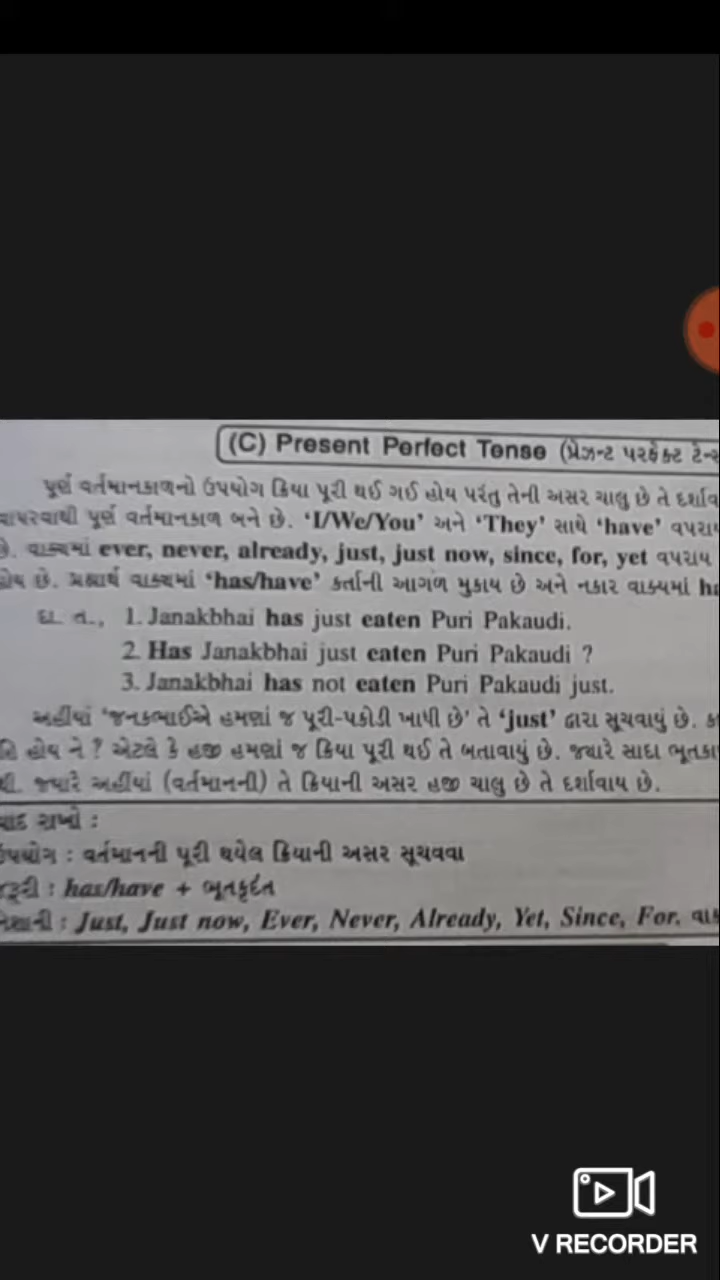 (C) Present Perfect Tense (પ્રેઝન્ટ પરફેક્ટ ટેન્સ
પૂર્ણ વર્તમાનકાળનો ઉપયોગ ક્રિયા પૂરી થઈ ગઈ હોય પરંતુ તેની અસર ચાલુ છે તે દર્શાવ
વાપરવાથી પૂર્ણ વર્તમાનકાળ બને છે. ‘I/We/You’ અને ‘They’ સાથે ‘have’ વપરાય
છે. વાક્યમાં ever, never, already, just, just now, since, for, yet વપરાય
હોય છે. પ્રશ્નાર્થ વાક્યમાં ‘has/have’ કર્તાની આગળ મુકાય છે અને નકાર વાક્યમાં ha
દા. ત., 1. Janakbhai has just eaten Puri Pakaudi.
2. Has Janakbhai just eaten Puri Pakaudi ?
3. Janakbhai has not eaten Puri Pakaudi just.
અહીંયાં ‘જનકભાઈએ હમણાં જ પૂરી-પકોડી ખાધી છે’ તે ‘just’ દ્વારા સૂચવાયું છે.
હોય ને ? એટલે કે હજી હમણાં જ ક્રિયા પૂરી થઈ તે બતાવાયું છે. જ્યારે સાદા ભૂતકા
જ્યારે અહીંયાં (વર્તમાનની) તે ક્રિયાની અસર હજી ચાલુ છે તે દર્શાવાય છે.
યાદ રાખો :
ઉપયોગ : વર્તમાનની પૂરી થયેલ ક્રિયાની અસર સૂચવવા
જરૂરી : has/have + ભૂતકૃદંત
નિશાની : Just, Just now, Ever, Never, Already, Yet, Since, For.
V RECORDER